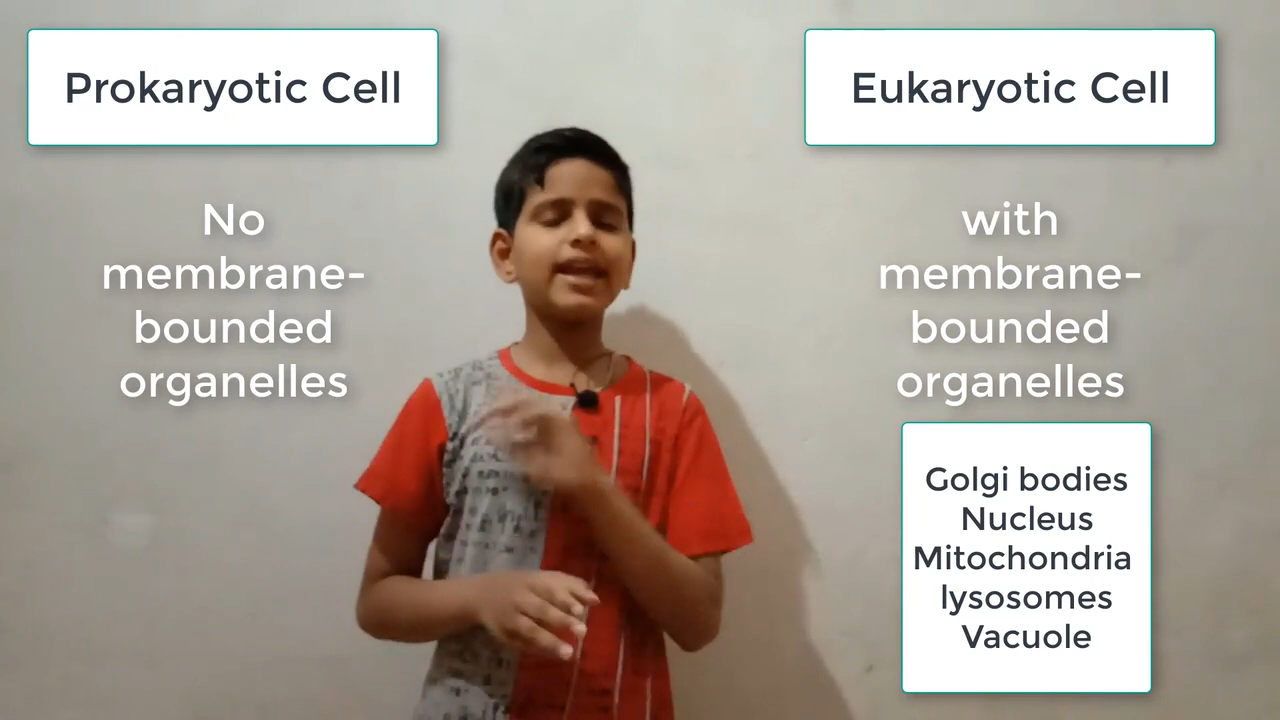 Prokaryotic Cell
No
membrane-
bounded
organelles
Eukaryotic Cell
with
membrane-
bounded
organelles
Golgi bodies
Nucleus
Mitochondria
lysosomes
Vacuole